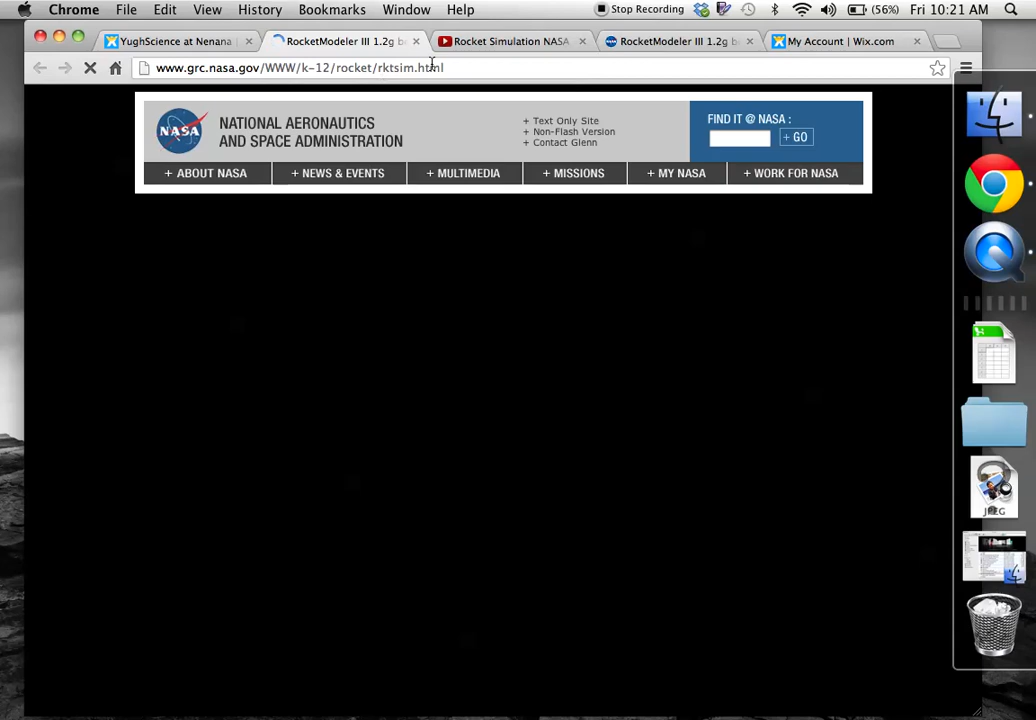 Chrome File Edit View History Bookmarks Window Help Stop Recording (56%) Fri 10:21 AM
YughScience at Nenana RocketModeler III 1.2g b Rocket Simulation NASA RocketModeler III 1.2g b My Account | Wix.com
www.grc.nasa.gov/WWW/k-12/rocket/rktsim.html
NASA
NATIONAL AERONAUTICS
AND SPACE ADMINISTRATION
+ Text Only Site
+ Non-Flash Version
+ Contact Glenn
FIND IT @ NASA :
+ GO
+ ABOUT NASA + NEWS & EVENTS + MULTIMEDIA + MISSIONS + MY NASA + WORK FOR NASA
JPEG